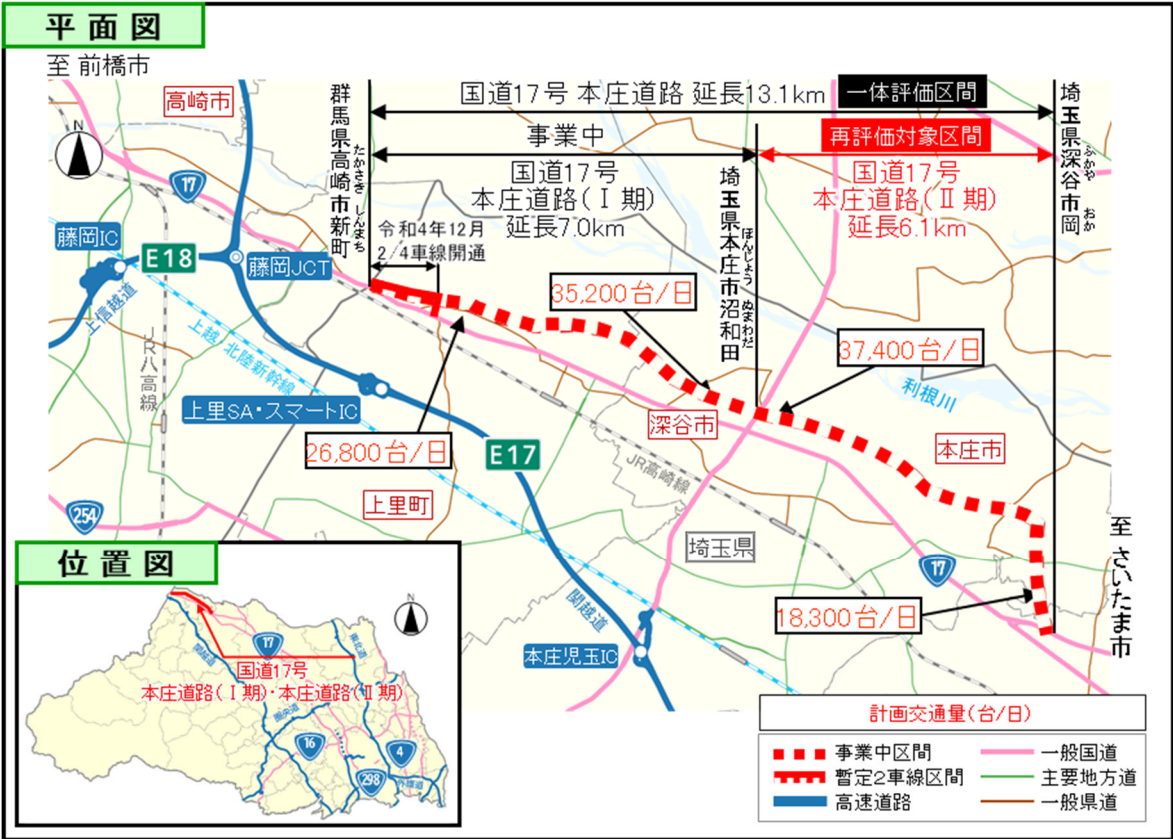 平面図
至 前橋市
高崎市
群馬県高崎市新町
たかさき しんまち
国道17号 本庄道路 延長13.1km
一体評価区間
埼玉県深谷市岡
ふかや おか
事業中
再評価対象区間
国道17号
本庄道路(Ⅰ期)
延長7.0km
埼玉県本庄市沼和田
ほんじょう ぬまわだ
国道17号
本庄道路(Ⅱ期)
延長6.1km
令和4年12月
2/4車線開通
N
17
藤岡IC
E18
藤岡JCT
上信越道
JR八高線
上越/北陸新幹線
上里SA・スマートIC
35,200台/日
37,400台/日
利根川
26,800台/日
深谷市
本庄市
E17
JR高崎線
上里町
254
埼玉県
17
至 さいたま市
関越道
18,300台/日
本庄児玉IC
位置図
N
17
東北道
関越道
国道17号
本庄道路(Ⅰ期)・本庄道路(Ⅱ期)
圏央道
16
4
298
外環道
計画交通量(台/日)
事業中区間
一般国道
暫定2車線区間
主要地方道
高速道路
一般県道